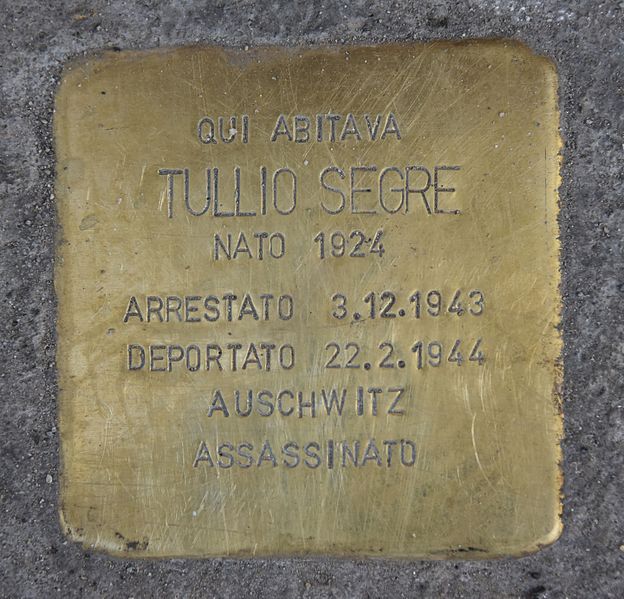 QUI ABITAVA
TULLIO SEGRE
NATO 1924
ARRESTATO 3.12.1943
DEPORTATO 22.2.1944
AUSCHWITZ
ASSASSINATO